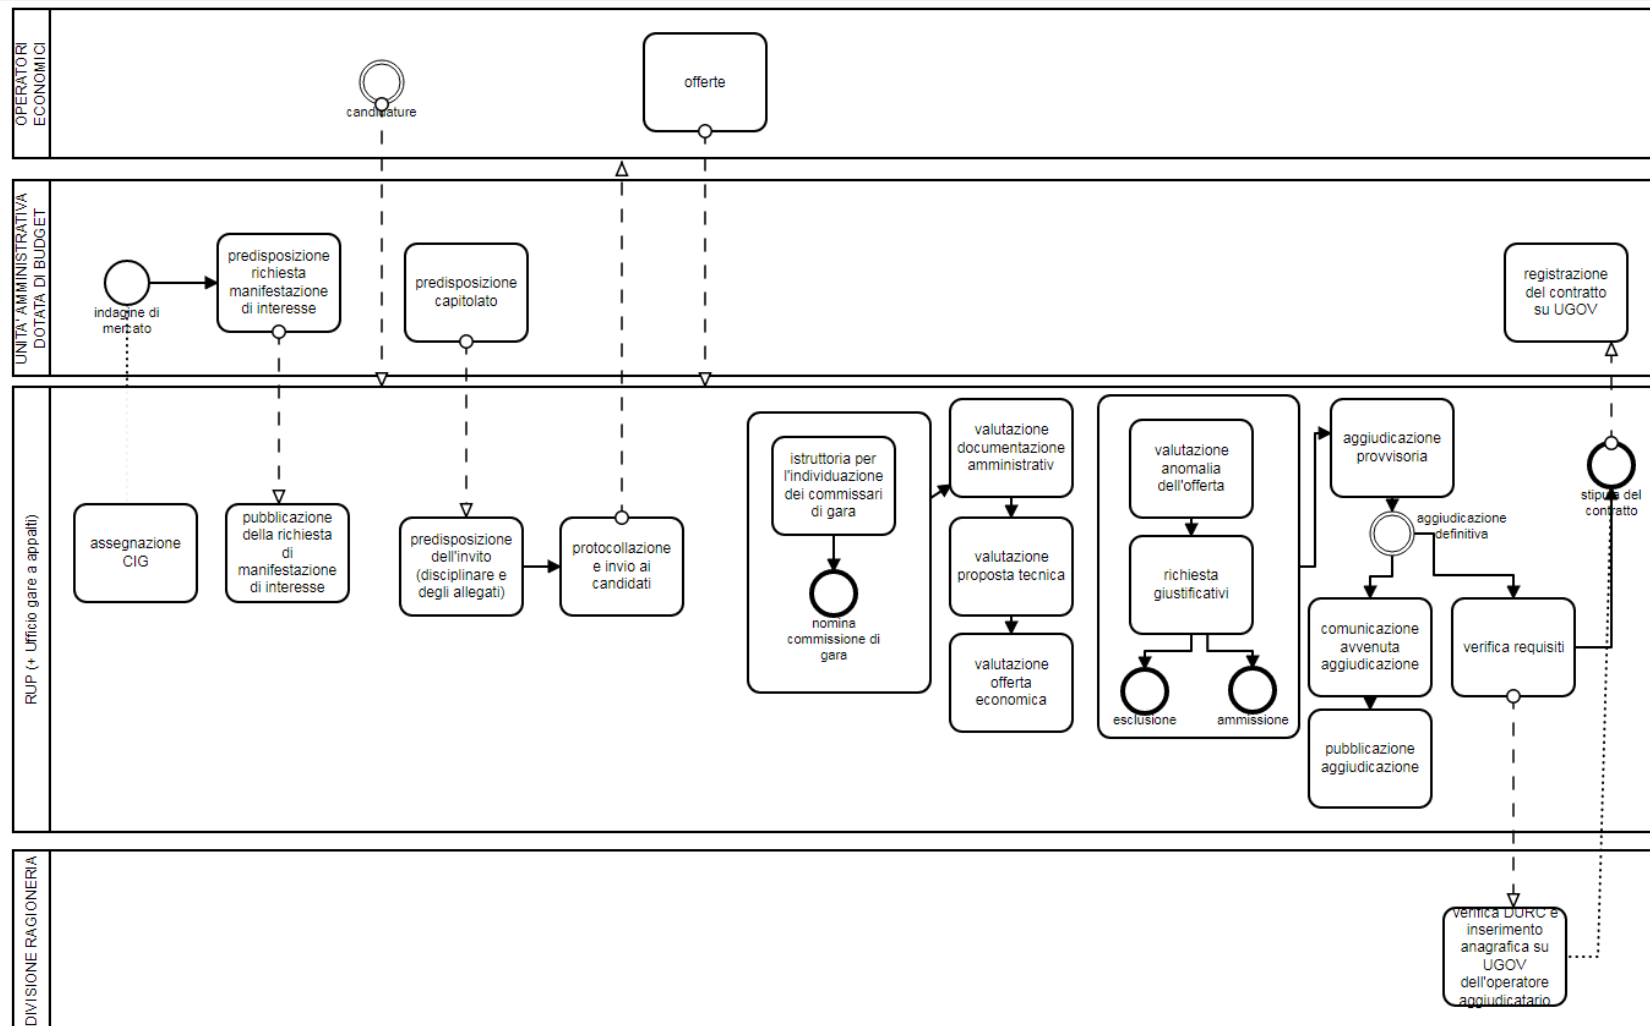 OPERATORI
ECONOMICI
candidature
offerte
UNITA' AMMINISTRATIVA
DOTATA DI BUDGET
indagine di
mercato
predisposizione
richiesta
manifestazione
di interesse
predisposizione
capitolato
registrazione
del contratto
su UGOV
RUP (+ Ufficio gare a appalti)
assegnazione
CIG
pubblicazione
della richiesta
di
manifestazione
di interesse
predisposizione
dell'invito
(disciplinare e
degli allegati)
protocollazione
e invio ai
candidati
istruttoria per
l'individuazione
dei commissari
di gara
nomina
commissione di
gara
valutazione
documentazione
amministrativ
valutazione
proposta tecnica
valutazione
offerta
economica
valutazione
anomalia
dell'offerta
richiesta
giustificativi
esclusione
ammissione
aggiudicazione
provvisoria
aggiudicazione
definitiva
comunicazione
avvenuta
aggiudicazione
pubblicazione
aggiudicazione
verifica requisiti
stipula del
contratto
DIVISIONE RAGIONERIA
verifica DURC e
inserimento
anagrafica su
UGOV
dell'operatore
aggiudicatario